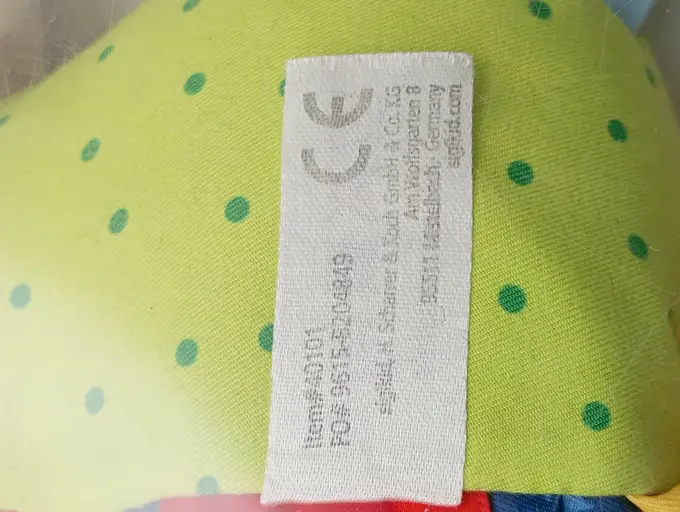 CE
Item#40101
PO# 9615-5204849
sigikid, H. Scharrer & Koch GmbH & Co. KG
Am Wolfsgarten 8
95511 Mistelbach, Germany
sigikid.com